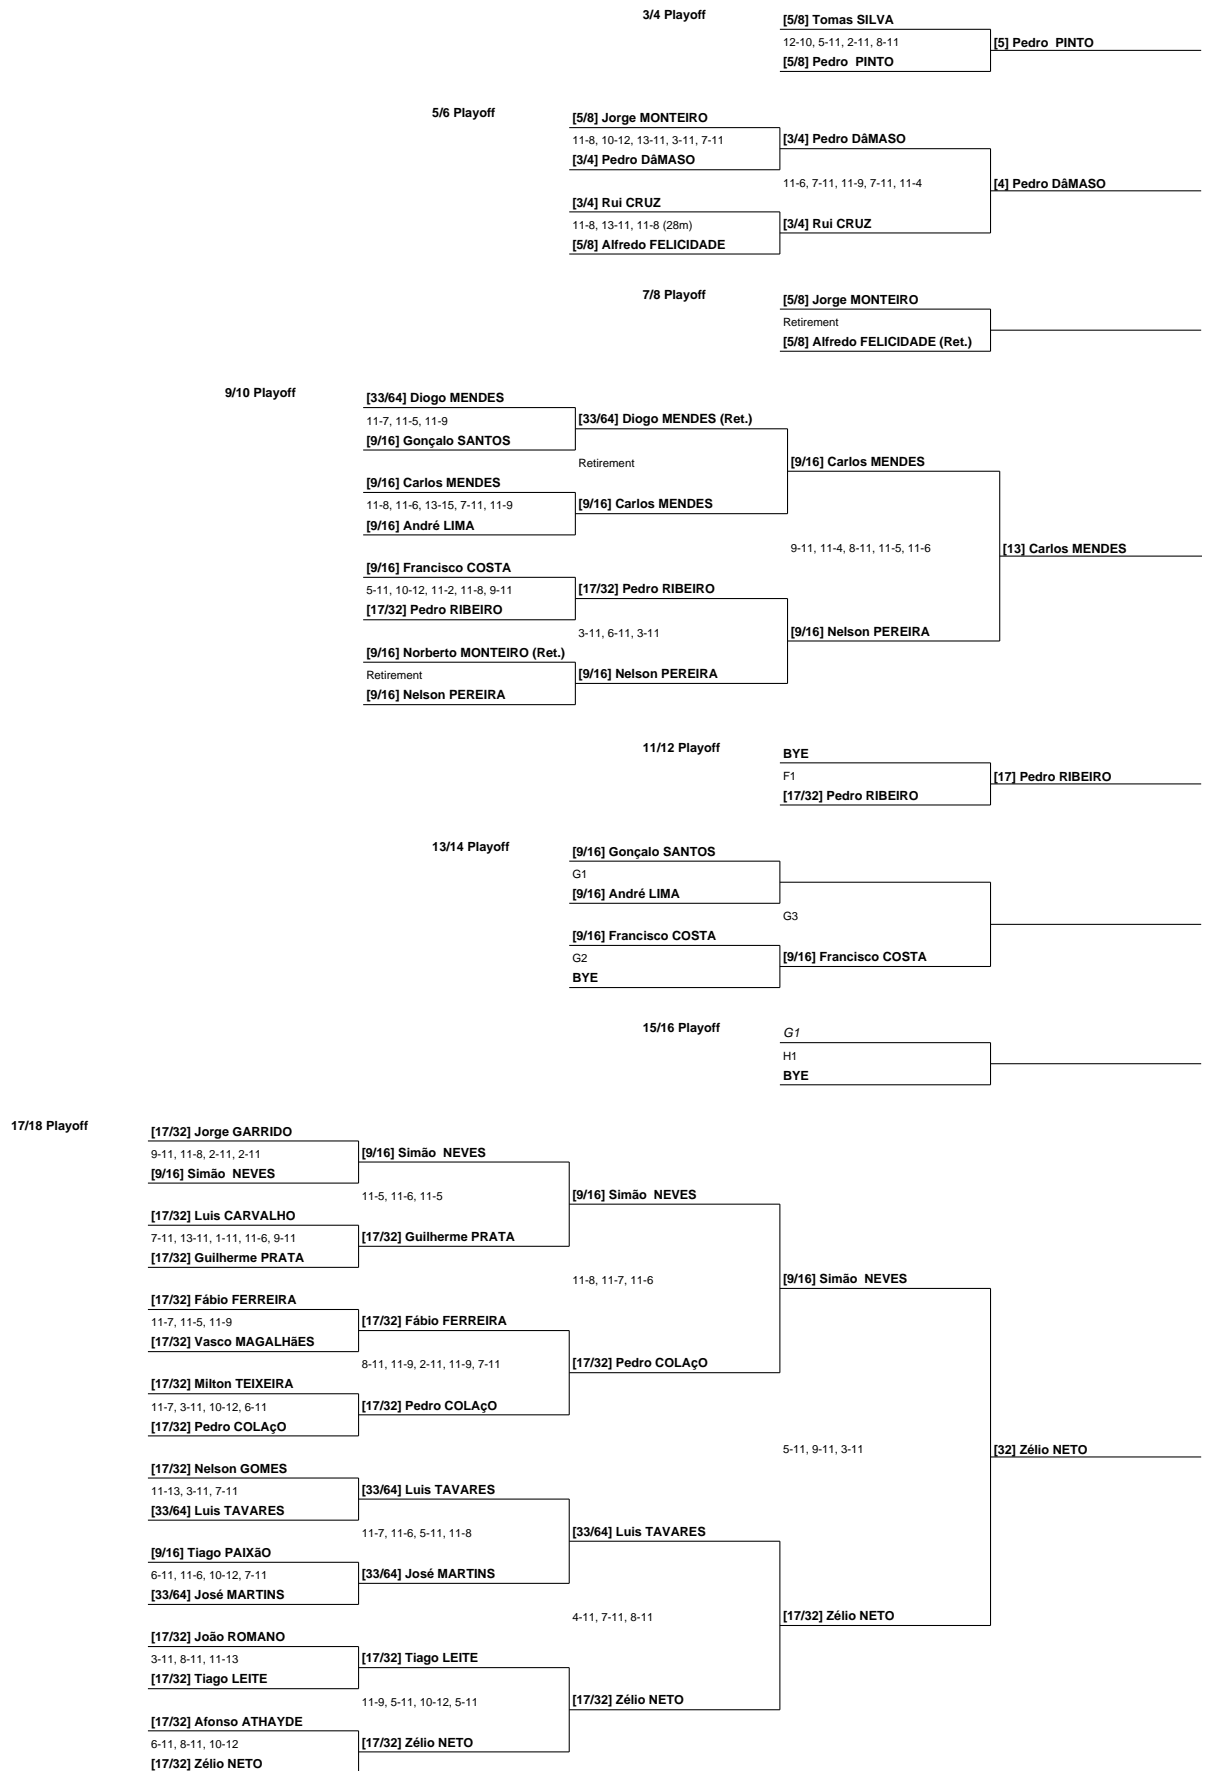 3/4 Playoff
[5/8] Tomas SILVA
12-10, 5-11, 2-11, 8-11
[5] Pedro  PINTO
[5/8] Pedro  PINTO
5/6 Playoff
[5/8] Jorge MONTEIRO
11-8, 10-12, 13-11, 3-11, 7-11
[3/4] Pedro DâMASO
[3/4] Pedro DâMASO
11-6, 7-11, 11-9, 7-11, 11-4
[4] Pedro DâMASO
[3/4] Rui CRUZ
11-8, 13-11, 11-8 (28m)
[3/4] Rui CRUZ
[5/8] Alfredo FELICIDADE
7/8 Playoff
[5/8] Jorge MONTEIRO
Retirement
[5/8] Alfredo FELICIDADE (Ret.)
9/10 Playoff
[33/64] Diogo MENDES
11-7, 11-5, 11-9
[33/64] Diogo MENDES (Ret.)
[9/16] Gonçalo SANTOS
Retirement
[9/16] Carlos MENDES
[9/16] Carlos MENDES
11-8, 11-6, 13-15, 7-11, 11-9
[9/16] Carlos MENDES
[9/16] André LIMA
9-11, 11-4, 8-11, 11-5, 11-6
[13] Carlos MENDES
[9/16] Francisco COSTA
5-11, 10-12, 11-2, 11-8, 9-11
[17/32] Pedro RIBEIRO
[17/32] Pedro RIBEIRO
3-11, 6-11, 3-11
[9/16] Nelson PEREIRA
[9/16] Norberto MONTEIRO (Ret.)
Retirement
[9/16] Nelson PEREIRA
[9/16] Nelson PEREIRA
11/12 Playoff
BYE
F1
[17] Pedro RIBEIRO
[17/32] Pedro RIBEIRO
13/14 Playoff
[9/16] Gonçalo SANTOS
G1
[9/16] André LIMA
G3
[9/16] Francisco COSTA
G2
[9/16] Francisco COSTA
BYE
15/16 Playoff
G1
H1
BYE
17/18 Playoff
[17/32] Jorge GARRIDO
9-11, 11-8, 2-11, 2-11
[9/16] Simão  NEVES
[9/16] Simão  NEVES
11-5, 11-6, 11-5
[9/16] Simão  NEVES
[17/32] Luis CARVALHO
7-11, 13-11, 1-11, 11-6, 9-11
[17/32] Guilherme PRATA
[17/32] Guilherme PRATA
11-8, 11-7, 11-6
[9/16] Simão  NEVES
[17/32] Fábio FERREIRA
11-7, 11-5, 11-9
[17/32] Fábio FERREIRA
[17/32] Vasco MAGALHãES
8-11, 11-9, 2-11, 11-9, 7-11
[17/32] Pedro COLAçO
[17/32] Milton TEIXEIRA
11-7, 3-11, 10-12, 6-11
[17/32] Pedro COLAçO
[17/32] Pedro COLAçO
5-11, 9-11, 3-11
[32] Zélio NETO
[17/32] Nelson GOMES
11-13, 3-11, 7-11
[33/64] Luis TAVARES
[33/64] Luis TAVARES
11-7, 11-6, 5-11, 11-8
[33/64] Luis TAVARES
[9/16] Tiago PAIXãO
6-11, 11-6, 10-12, 7-11
[33/64] José MARTINS
[33/64] José MARTINS
4-11, 7-11, 8-11
[17/32] Zélio NETO
[17/32] João ROMANO
3-11, 8-11, 11-13
[17/32] Tiago LEITE
[17/32] Tiago LEITE
11-9, 5-11, 10-12, 5-11
[17/32] Zélio NETO
[17/32] Afonso ATHAYDE
6-11, 8-11, 10-12
[17/32] Zélio NETO
[17/32] Zélio NETO